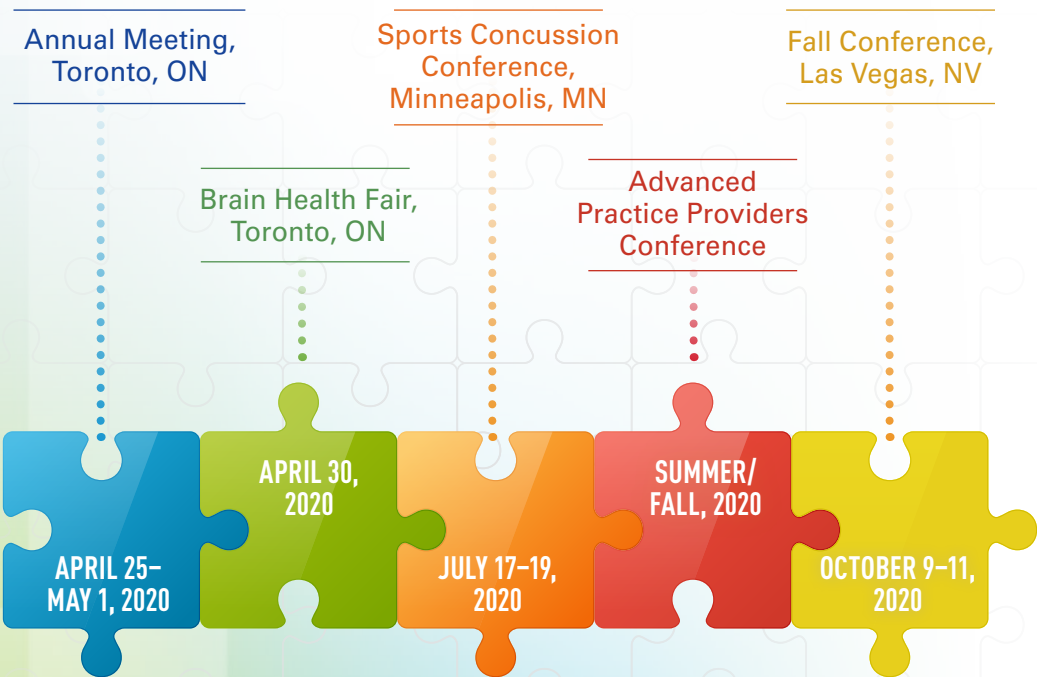 Annual Meeting,
Toronto, ON
Brain Health Fair,
Toronto, ON
Sports Concussion
Conference,
Minneapolis, MN
Advanced
Practice Providers
Conference
Fall Conference,
Las Vegas, NV
APRIL 25–
MAY 1, 2020
APRIL 30,
2020
JULY 17–19,
2020
SUMMER/
FALL, 2020
OCTOBER 9–11,
2020